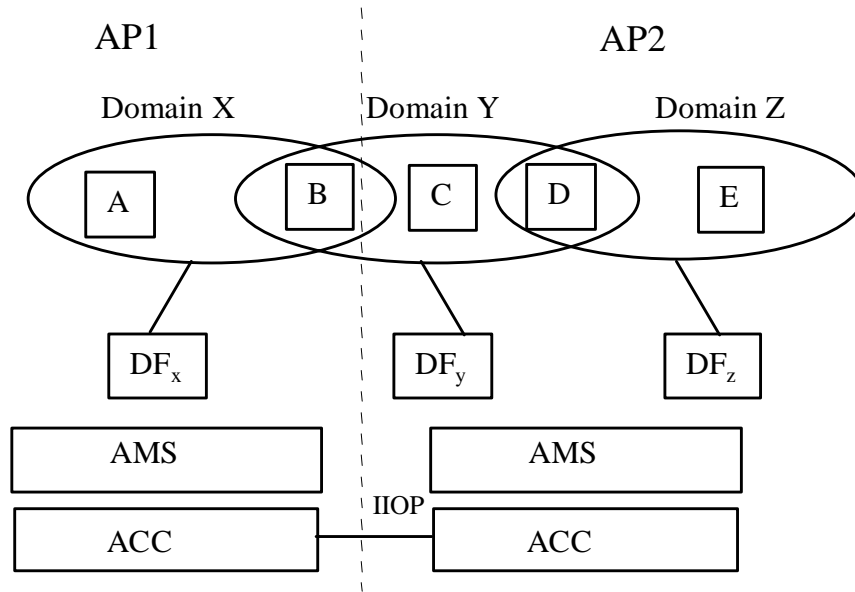 AP1 AP2
Domain X Domain Y Domain Z
A B C D E
DFx DFy DFz
AMS AMS
IIOP
ACC ACC